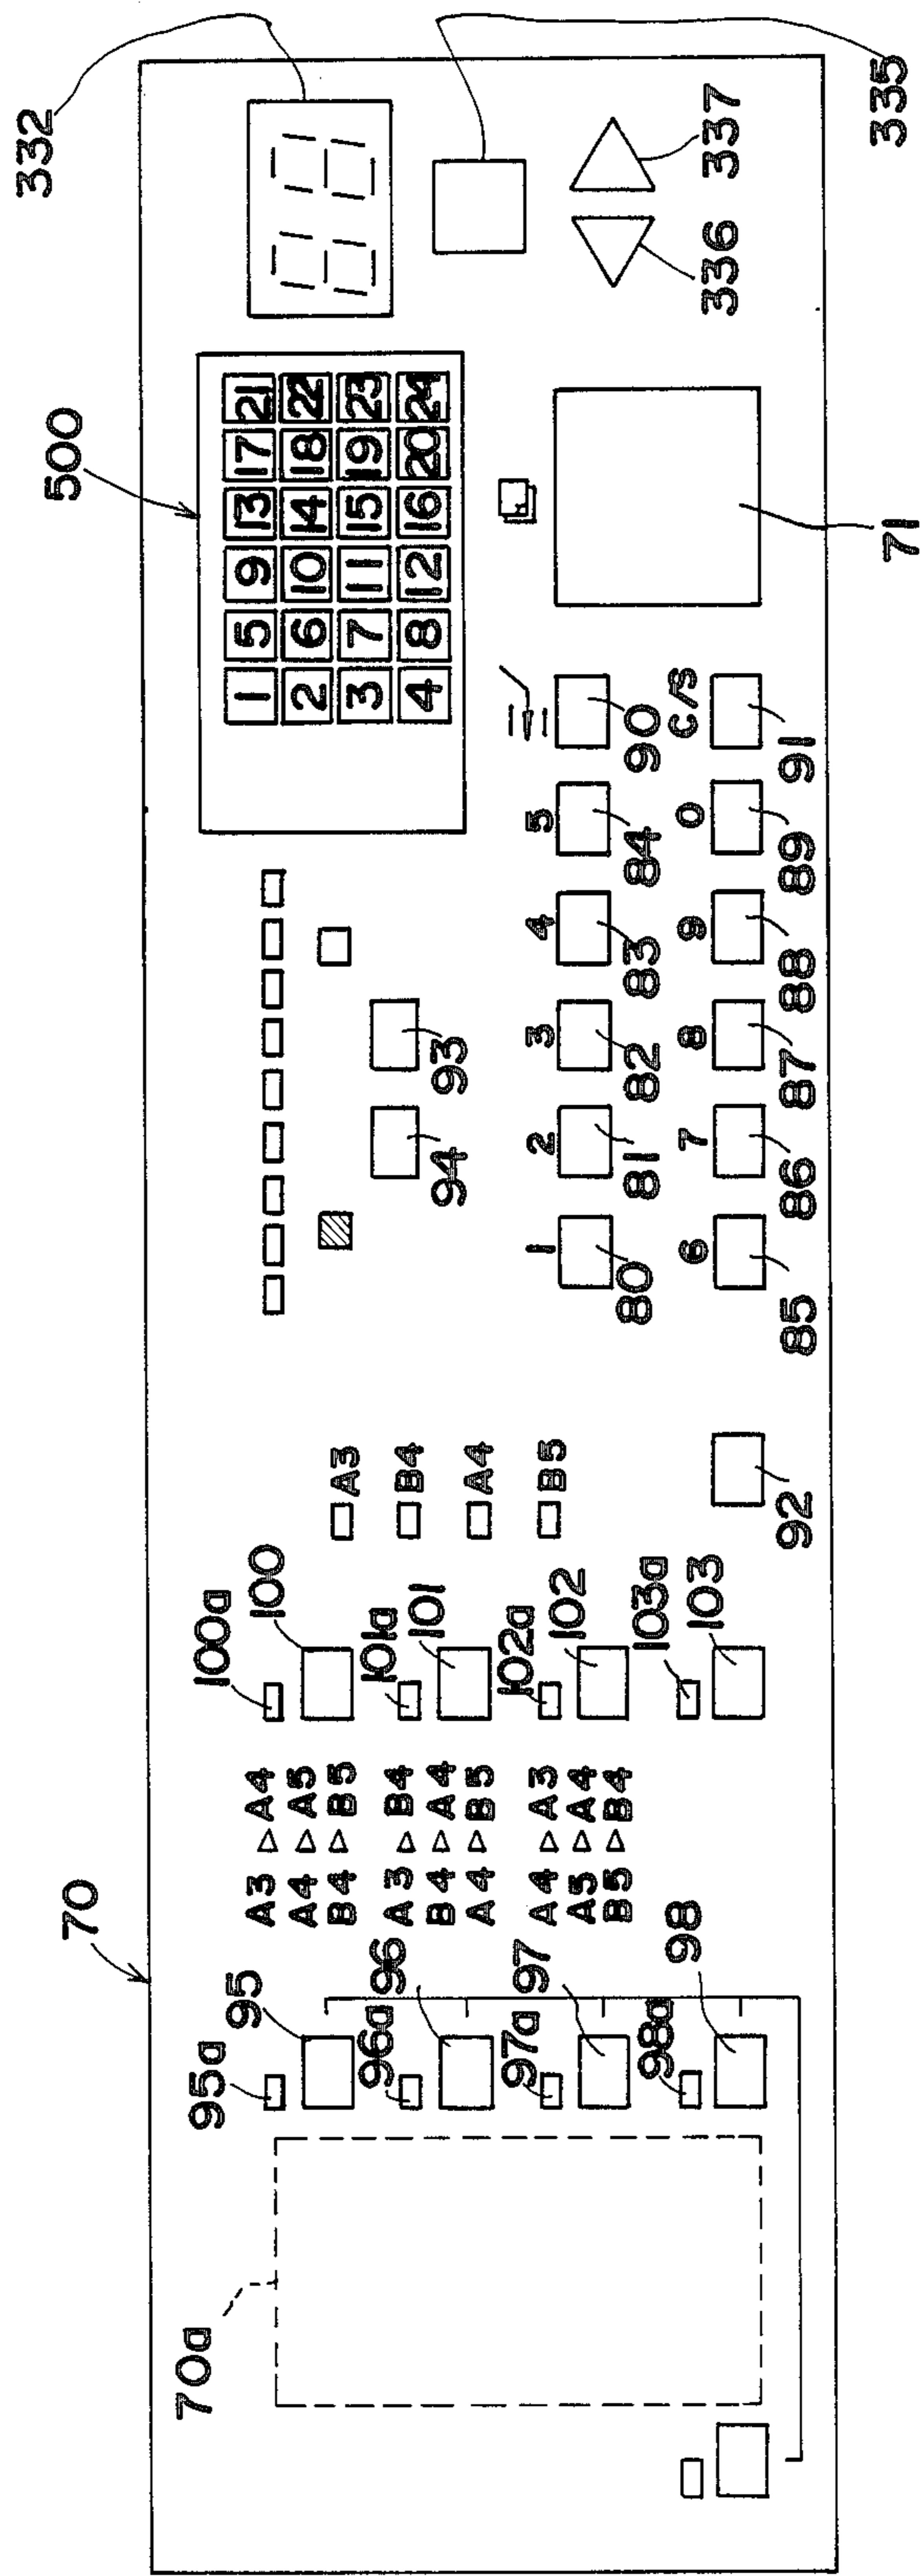 70
500
332
70a
95a
95
96a
96
97a
97
98a
98
A3 ▷ A4
A4 ▷ A5
B4 ▷ B5
A3 ▷ B4
B4 ▷ A4
A4 ▷ B5
A4 ▷ A3
A5 ▷ A4
B5 ▷ B4
100a
100
101a
101
102a
102
103a
103
A3
B4
A4
B5
92
94
93
1 2 3 4 5
80 81 82 83 84 90
6 7 8 9 0 C/S
85 86 87 88 89 91
1 5 9 13 17 21
2 6 10 14 18 22
3 7 11 15 19 23
4 8 12 16 20 24
71
336
337
335